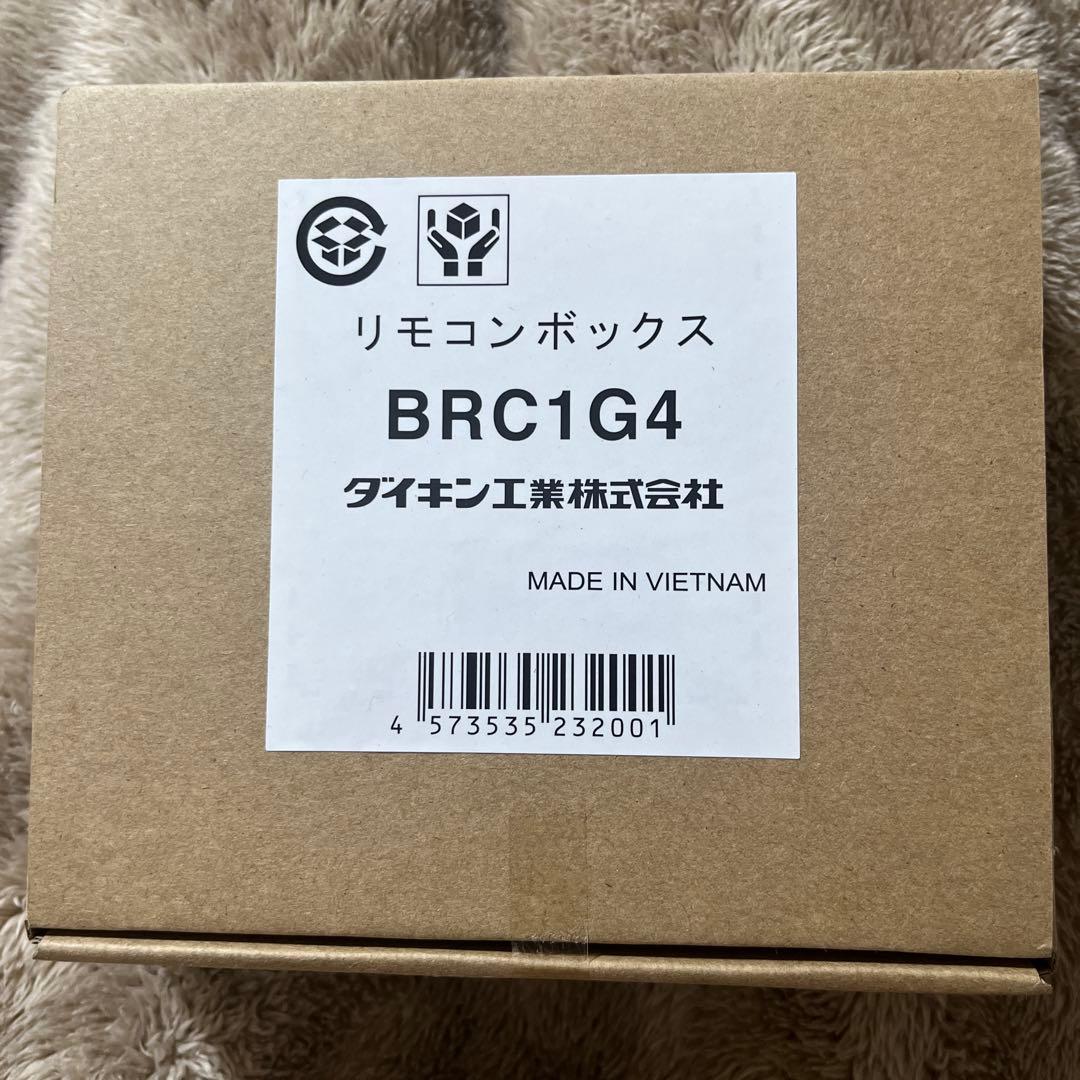 リモコンボックス
BRC1G4
ダイキン工業株式会社
MADE IN VIETNAM
4 573535 232001